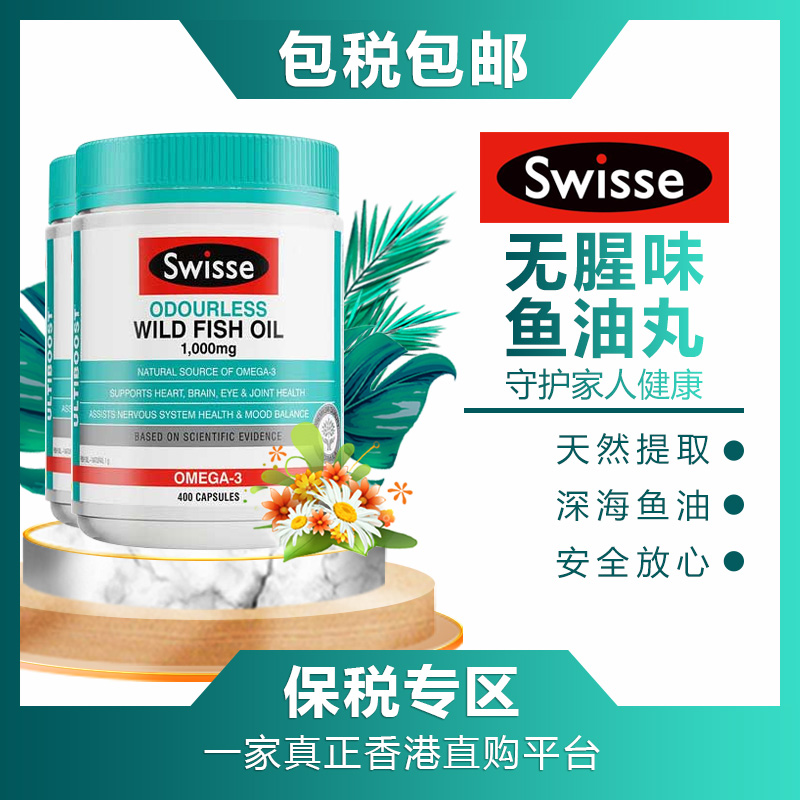 包税包邮
Swisse
无腥味
鱼油丸
守护家人健康
天然提取
深海鱼油
安全放心
ULTIBOOST
Swisse
ODOURLESS
WILD FISH OIL
1,000mg
NATURAL SOURCE OF OMEGA-3
SUPPORTS HEART, BRAIN, EYE & JOINT HEALTH
ASSISTS NERVOUS SYSTEM HEALTH & MOOD BALANCE
BASED ON SCIENTIFIC EVIDENCE
OMEGA-3
400 CAPSULES
ULTIBOOST
保税专区
一家真正香港直购平台